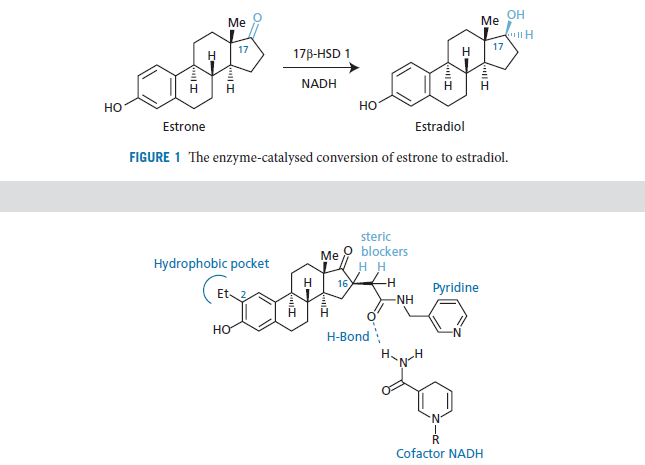 Me O OH
Me
H
17 17β-HSD 1 17
H H
NADH
H H H H
HO HO
Estrone Estradiol
FIGURE 1 The enzyme-catalysed conversion of estrone to estradiol.
steric
blockers
Me O
Hydrophobic pocket H H
H 16 H Pyridine
Et 2 NH
H H O
HO N
H-Bond
H H
N
O
N
R
Cofactor NADH